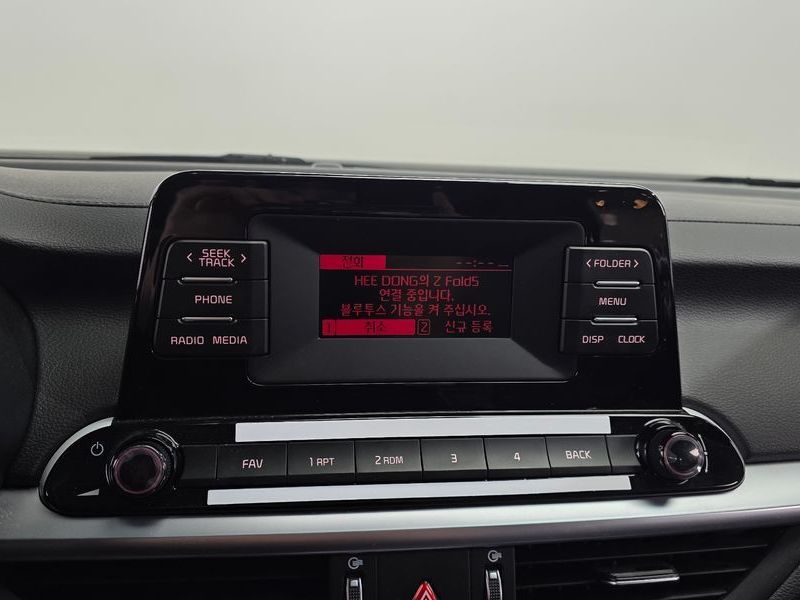 SEEK
TRACK
PHONE
RADIO MEDIA
전화 --:--
HEE DONG의 Z Fold5
연결 중입니다.
블루투스 기능을 켜 주십시오.
1 취소 2 신규 등록
FOLDER
MENU
DISP CLOCK
FAV 1 RPT 2 RDM 3 4 BACK